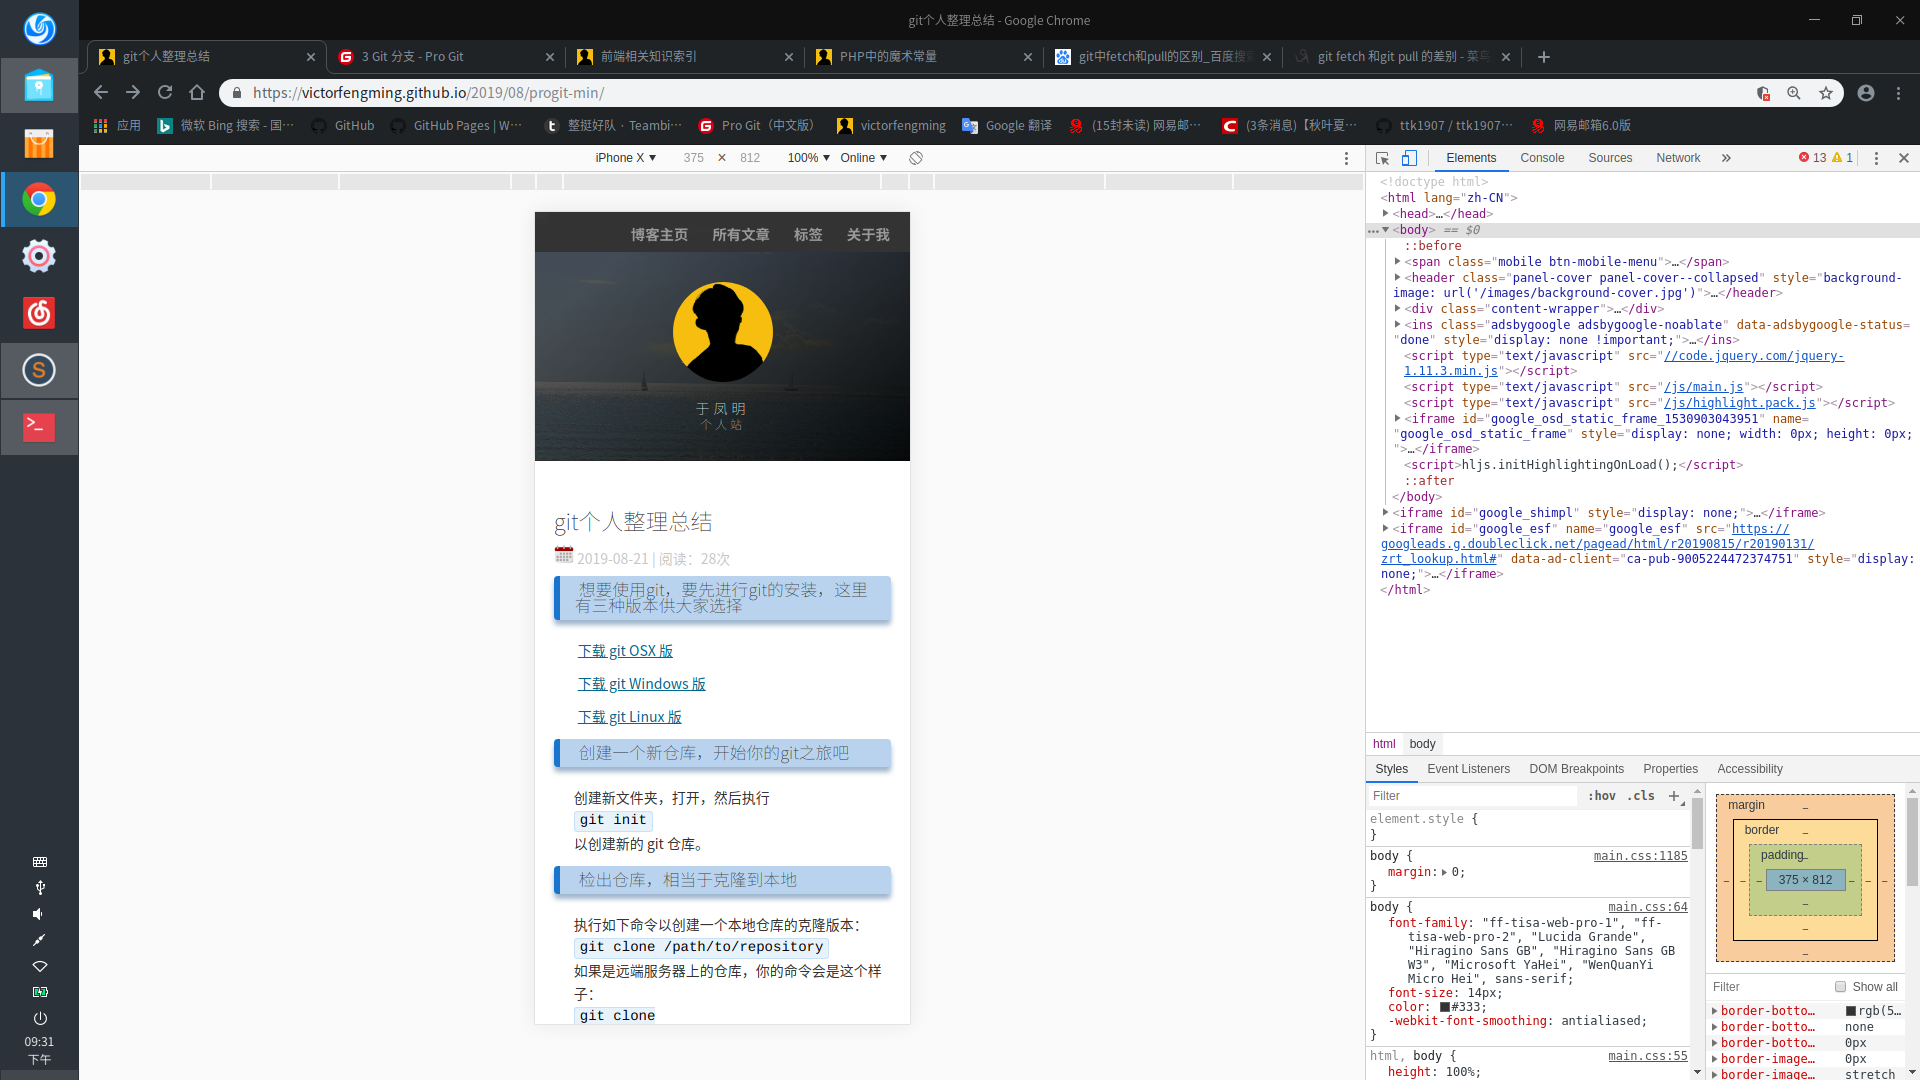 git个人整理总结 - Google Chrome
git个人整理总结
3 Git 分支 - Pro Git
前端相关知识索引
PHP中的魔术常量
git中fetch和pull的区别_百度搜
git fetch 和git pull 的差别 - 菜
https://victorfengming.github.io/2019/08/progit-min/
应用
微软 Bing 搜索 - 国…
GitHub
GitHub Pages | W…
整挺好队 · Teambi…
Pro Git（中文版）
victorfengming
Google 翻译
(15封未读) 网易邮…
(3条消息)【秋叶夏…
ttk1907 / ttk1907…
网易邮箱6.0版
iPhone X ▼ 375 × 812 100% ▼ Online ▼
博客主页 所有文章 标签 关于我
于凤明
个人站
git个人整理总结
2019-08-21 | 阅读：28次
想要使用git，要先进行git的安装，这里
有三种版本供大家选择
下载 git OSX 版
下载 git Windows 版
下载 git Linux 版
创建一个新仓库，开始你的git之旅吧
创建新文件夹，打开，然后执行
git init
以创建新的 git 仓库。
检出仓库，相当于克隆到本地
执行如下命令以创建一个本地仓库的克隆版本：
git clone /path/to/repository
如果是远端服务器上的仓库，你的命令会是这个样
子：
git clone
Elements Console Sources Network » 13 1
<!doctype html>
<html lang="zh-CN">
<head>…</head>
<body> == $0
::before
<span class="mobile btn-mobile-menu">…</span>
<header class="panel-cover panel-cover--collapsed" style="background-
image: url('/images/background-cover.jpg')">…</header>
<div class="content-wrapper">…</div>
<ins class="adsbygoogle adsbygoogle-noablate" data-adsbygoogle-status=
"done" style="display: none !important;">…</ins>
<script type="text/javascript" src="//code.jquery.com/jquery-
1.11.3.min.js"></script>
<script type="text/javascript" src="/js/main.js"></script>
<script type="text/javascript" src="/js/highlight.pack.js"></script>
<iframe id="google_osd_static_frame_1530903043951" name=
"google_osd_static_frame" style="display: none; width: 0px; height: 0px;
">…</iframe>
<script>hljs.initHighlightingOnLoad();</script>
::after
</body>
<iframe id="google_shimpl" style="display: none;">…</iframe>
<iframe id="google_esf" name="google_esf" src="https://
googleads.g.doubleclick.net/pagead/html/r20190815/r20190131/
zrt_lookup.html#" data-ad-client="ca-pub-9005224472374751" style="display:
none;">…</iframe>
</html>
html body
Styles Event Listeners DOM Breakpoints Properties Accessibility
Filter :hov .cls +
element.style {
}
body { main.css:1185
margin: 0;
}
body { main.css:64
font-family: "ff-tisa-web-pro-1", "ff-
tisa-web-pro-2", "Lucida Grande",
"Hiragino Sans GB", "Hiragino Sans GB
W3", "Microsoft YaHei", "WenQuanYi
Micro Hei", sans-serif;
font-size: 14px;
color: #333;
-webkit-font-smoothing: antialiased;
}
html, body { main.css:55
height: 100%;
margin –
border –
padding –
– – – 375 × 812 – – –
–
–
–
Filter Show all
border-botto… rgb(5…
border-botto… none
border-botto… 0px
border-image… 0px
border-image… stretch
09:31
下午